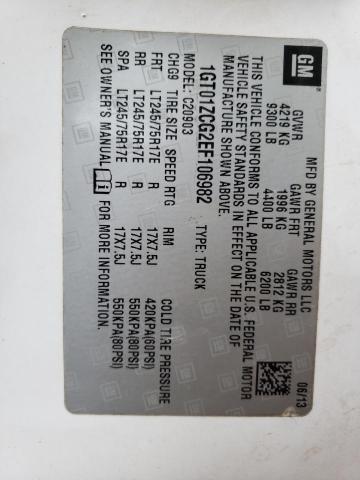 GM
MFD BY GENERAL MOTORS LLC
06/13
GVWR GAWR FRT GAWR RR
4219 KG 1996 KG 2812 KG
9300 LB 4400 LB 6200 LB
THIS VEHICLE CONFORMS TO ALL APPLICABLE U.S. FEDERAL MOTOR
VEHICLE SAFETY STANDARDS IN EFFECT ON THE DATE OF
MANUFACTURE SHOWN ABOVE.
1GT01ZCG2EF106982 TYPE: TRUCK
MODEL: C20903
CHG9 TIRE SIZE SPEED RTG RIM COLD TIRE PRESSURE
FRT LT245/75R17E R 17X7.5J 420KPA(60PSI)
RR LT245/75R17E R 17X7.5J 550KPA(80PSI)
SPA LT245/75R17E R 17X7.5J 550KPA(80PSI)
SEE OWNER'S MANUAL FOR MORE INFORMATION